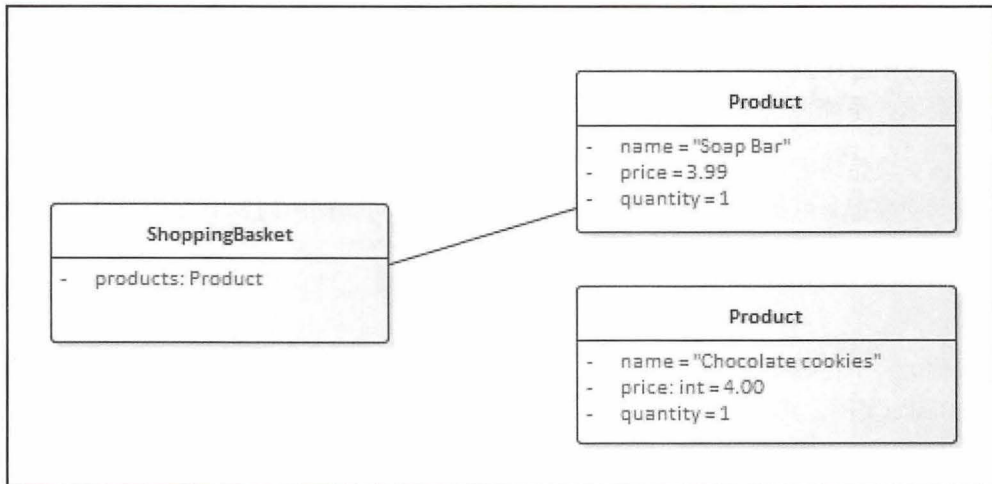 Product
- name = "Soap Bar"
- price = 3.99
- quantity = 1
ShoppingBasket
- products: Product
Product
- name = "Chocolate cookies"
- price: int = 4.00
- quantity = 1